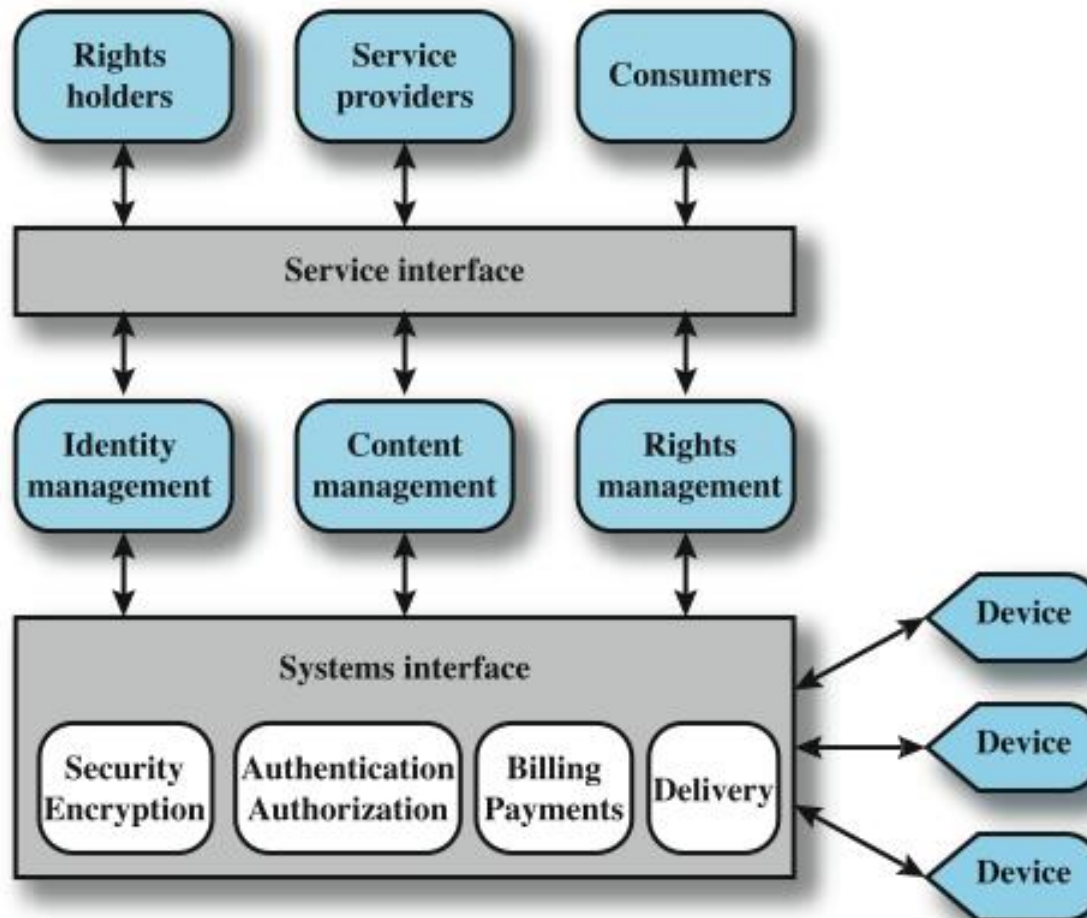 Rights
holders
Service
providers
Consumers
Service interface
Identity
management
Content
management
Rights
management
Systems interface
Security
Encryption
Authentication
Authorization
Billing
Payments
Delivery
Device
Device
Device